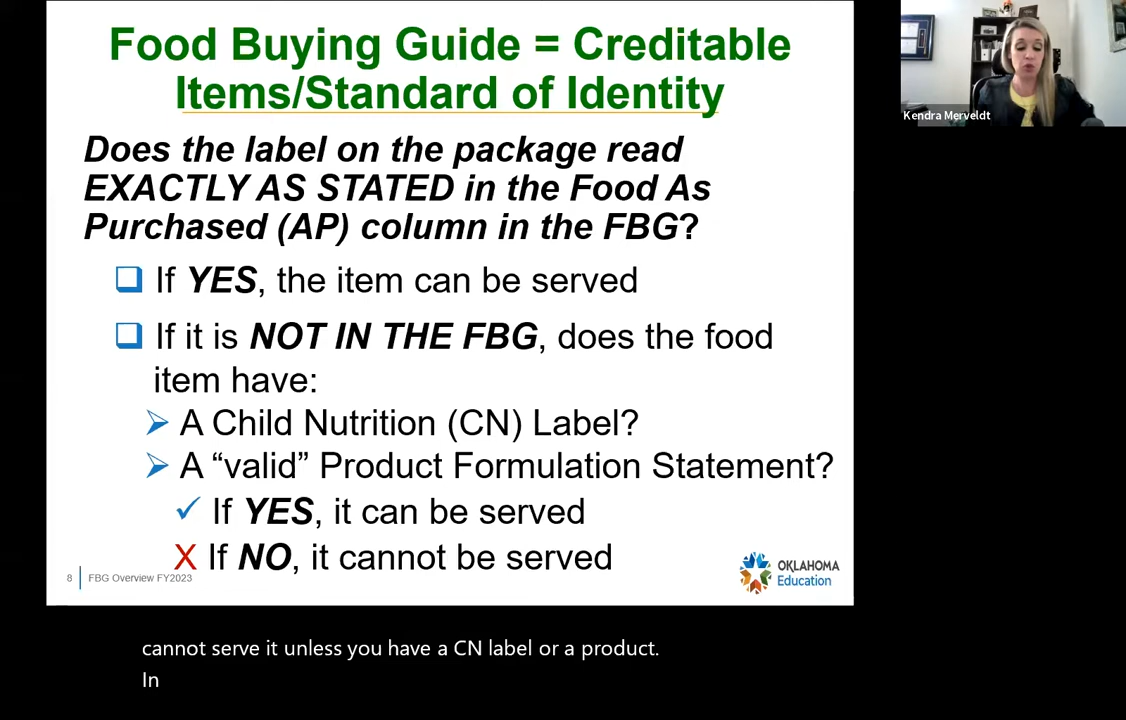 Food Buying Guide = Creditable
Items/Standard of Identity
Does the label on the package read
EXACTLY AS STATED in the Food As
Purchased (AP) column in the FBG?
If YES, the item can be served
If it is NOT IN THE FBG, does the food
item have:
A Child Nutrition (CN) Label?
A “valid” Product Formulation Statement?
If YES, it can be served
X If NO, it cannot be served
8 FBG Overview FY2023
OKLAHOMA
Education
Kendra Merveldt
cannot serve it unless you have a CN label or a product.
In